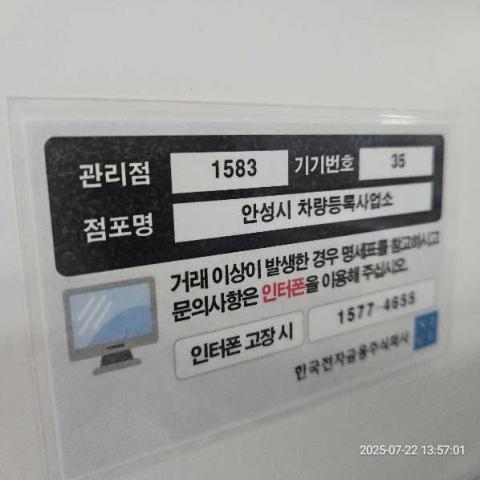 관리점 1583 기기번호 35
점포명 안성시 차량등록사업소
거래 이상이 발생한 경우 명세표를 참고하시고
문의사항은 인터폰을 이용해 주십시오.
인터폰 고장 시 1577-4655
한국전자금융주식회사
2025-07-22 13:57:01